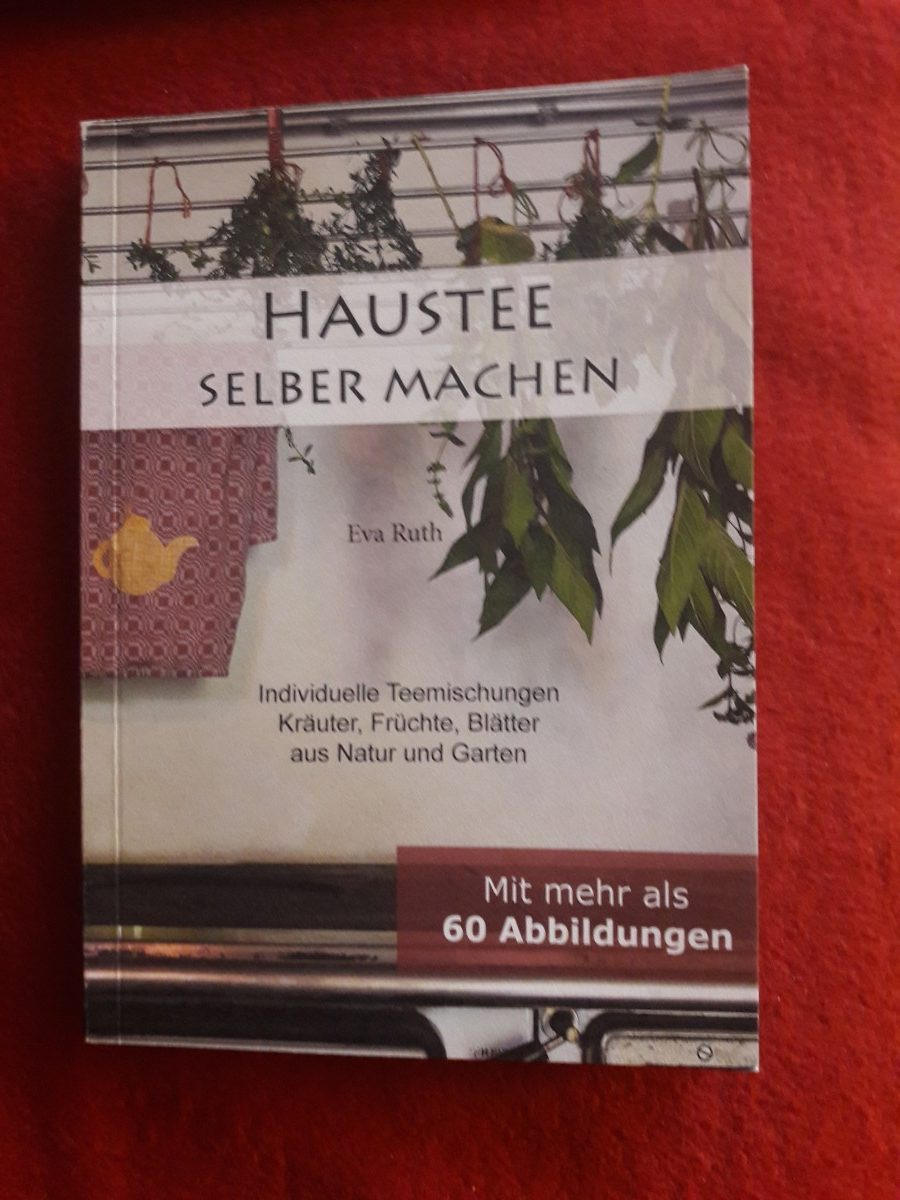 HAUSTEE
SELBER MACHEN
Eva Ruth
Individuelle Teemischungen
Kräuter, Früchte, Blätter
aus Natur und Garten
Mit mehr als
60 Abbildungen